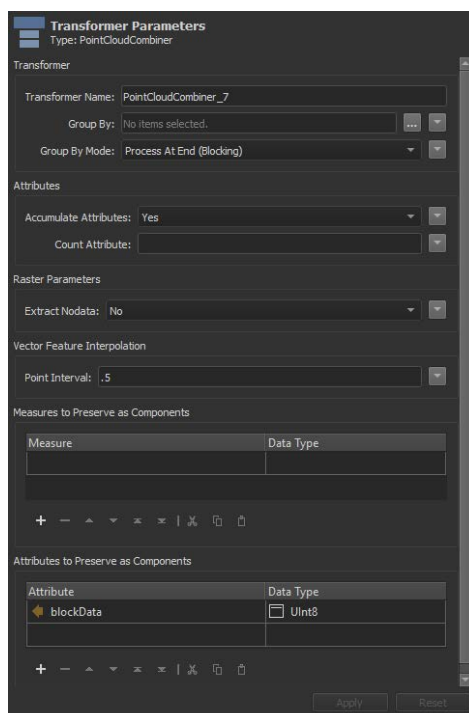 Transformer Parameters
Type: PointCloudCombiner
Transformer
Transformer Name: PointCloudCombiner_7
Group By: No items selected. ...
Group By Mode: Process At End (Blocking)
Attributes
Accumulate Attributes: Yes
Count Attribute:
Raster Parameters
Extract Nodata: No
Vector Feature Interpolation
Point Interval: .5
Measures to Preserve as Components
Measure Data Type
Attributes to Preserve as Components
Attribute Data Type
blockData UInt8
Apply Reset